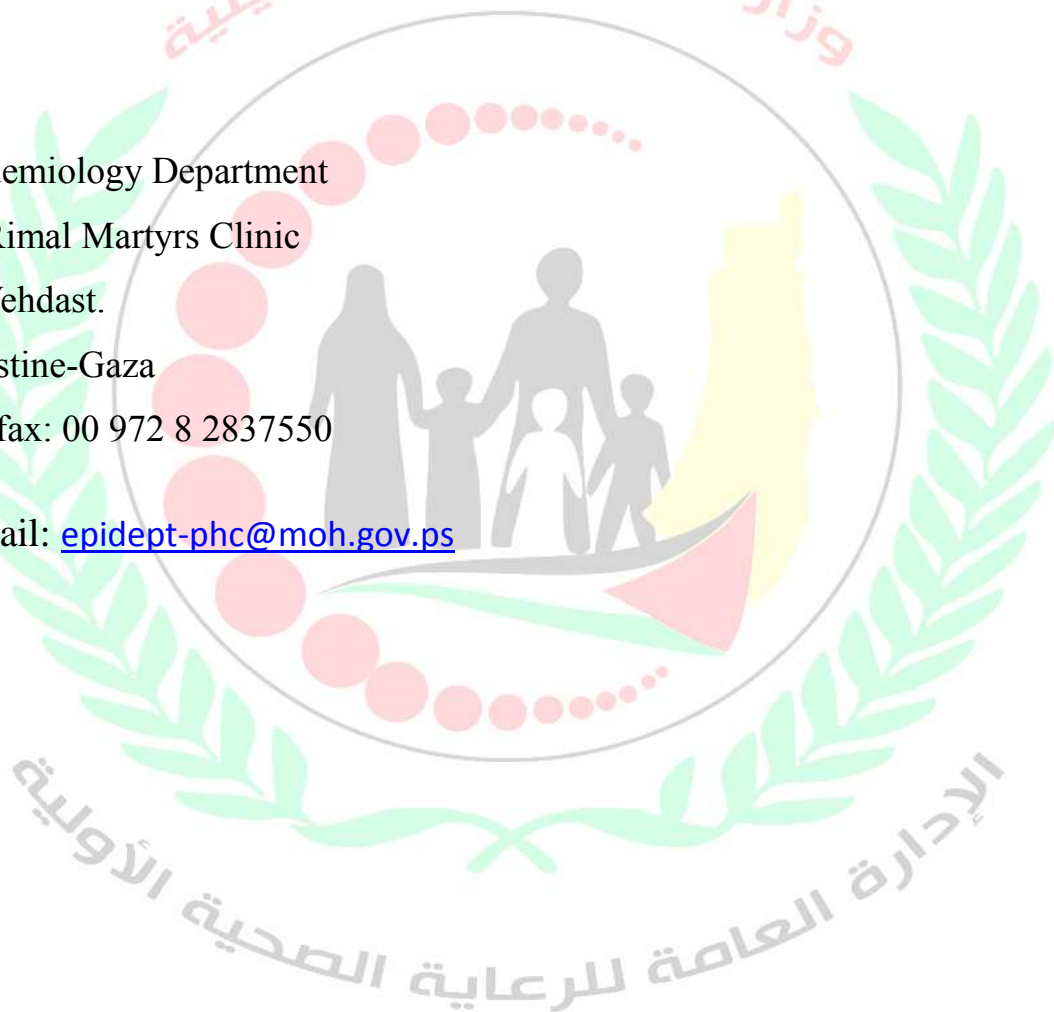 emiology Department
Rimal Martyrs Clinic
ehdast.
stine-Gaza
fax: 00 972 8 2837550
ail: epidept-phc@moh.gov.ps
الإدارة العامة للرعاية الصحية الأولية